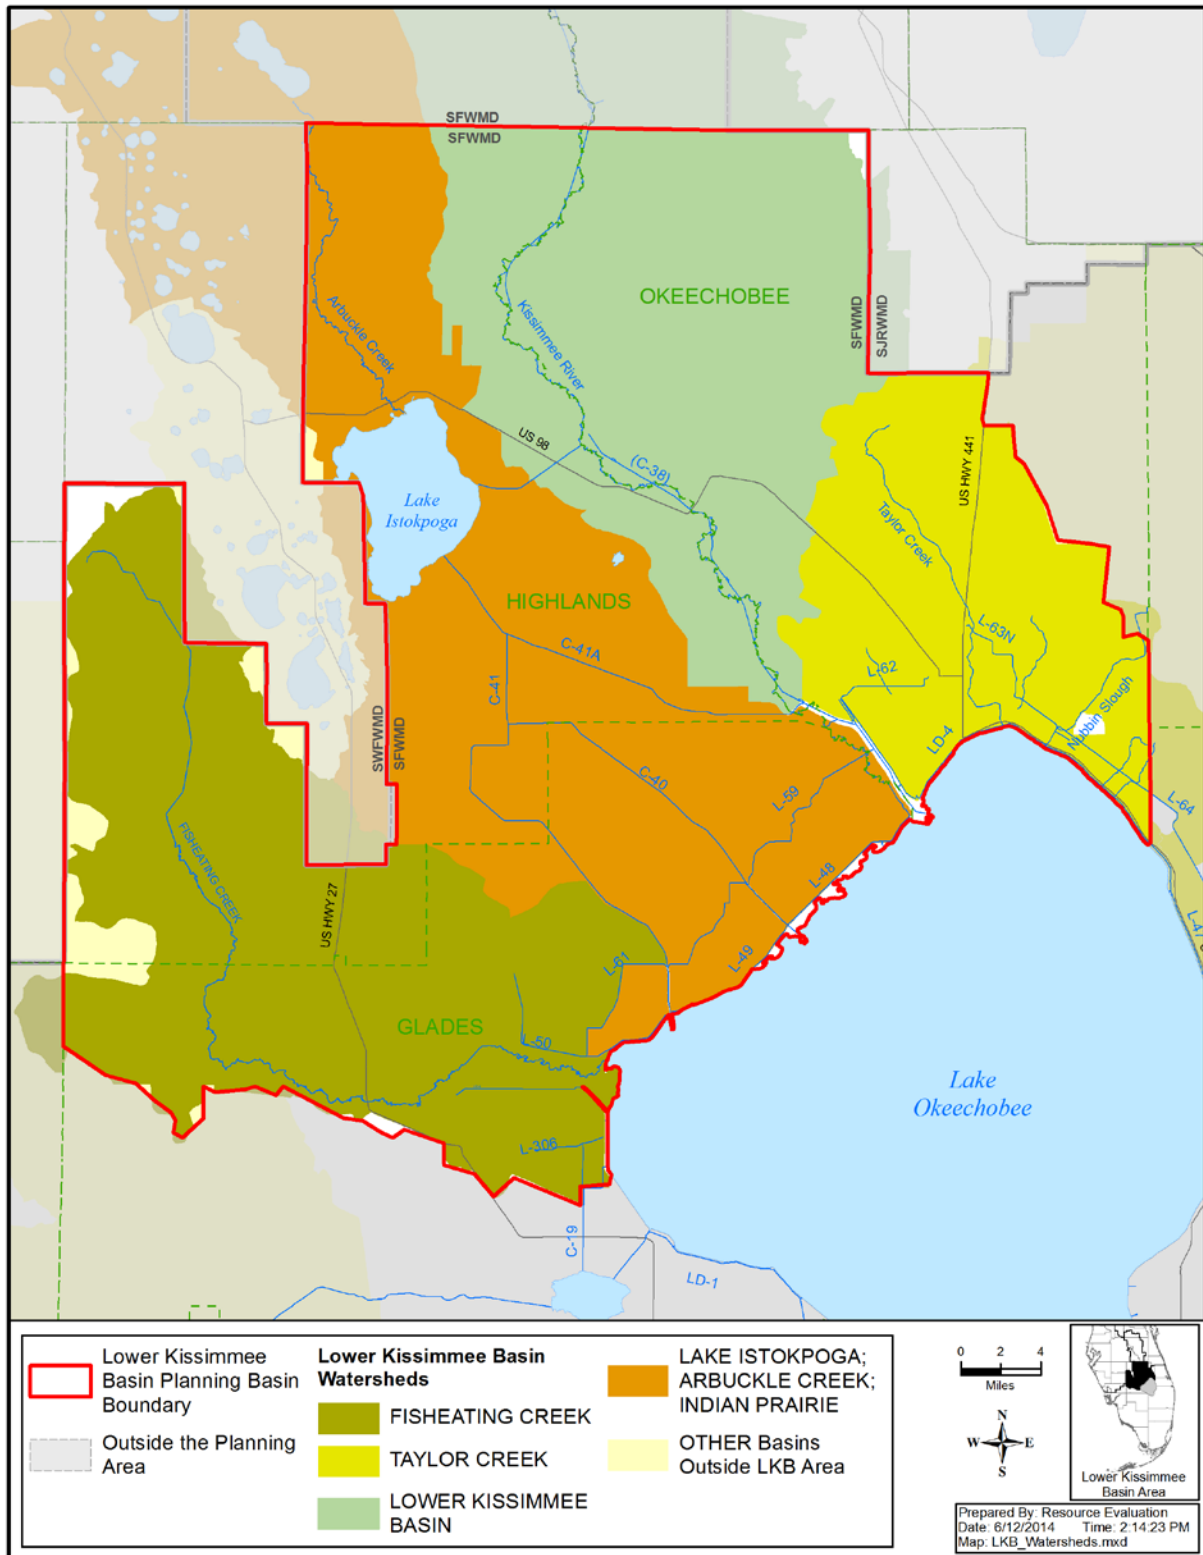 SFWMD
SFWMD
OKEECHOBEE
SFWMD
SJRWMD
Arbuckle Creek
Kissimmee River
US 98
(C-38)
US HWY 441
Taylor Creek
Lake
Istokpoga
HIGHLANDS
L-63N
C-41A
L-62
C-41
Nubbin Slough
SWFWMD
SFWMD
LD-4
C-40
L-59
L-64
FISHEATING CREEK
L-48
US HWY 27
L-49
L-47
L-61
GLADES
L-50
Lake
Okeechobee
L-306
C-19
LD-1
Lower Kissimmee
Basin Planning Basin
Boundary
Outside the Planning
Area
Lower Kissimmee Basin
Watersheds
FISHEATING CREEK
TAYLOR CREEK
LOWER KISSIMMEE
BASIN
LAKE ISTOKPOGA;
ARBUCKLE CREEK;
INDIAN PRAIRIE
OTHER Basins
Outside LKB Area
0 2 4
Miles
N
W E
S
Lower Kissimmee
Basin Area
Prepared By: Resource Evaluation
Date: 6/12/2014 Time: 2:14:23 PM
Map: LKB_Watersheds.mxd